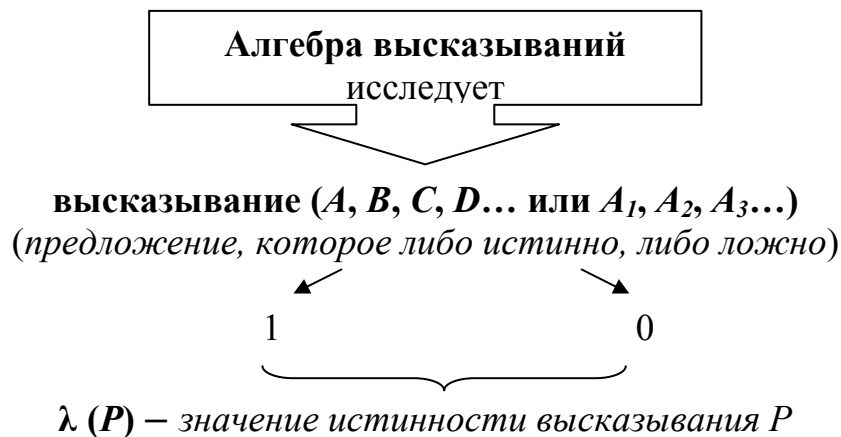 Алгебра высказываний
исследует
высказывание (A, B, C, D… или A1, A2, A3…)
(предложение, которое либо истинно, либо ложно)
1 0
λ (P) – значение истинности высказывания P